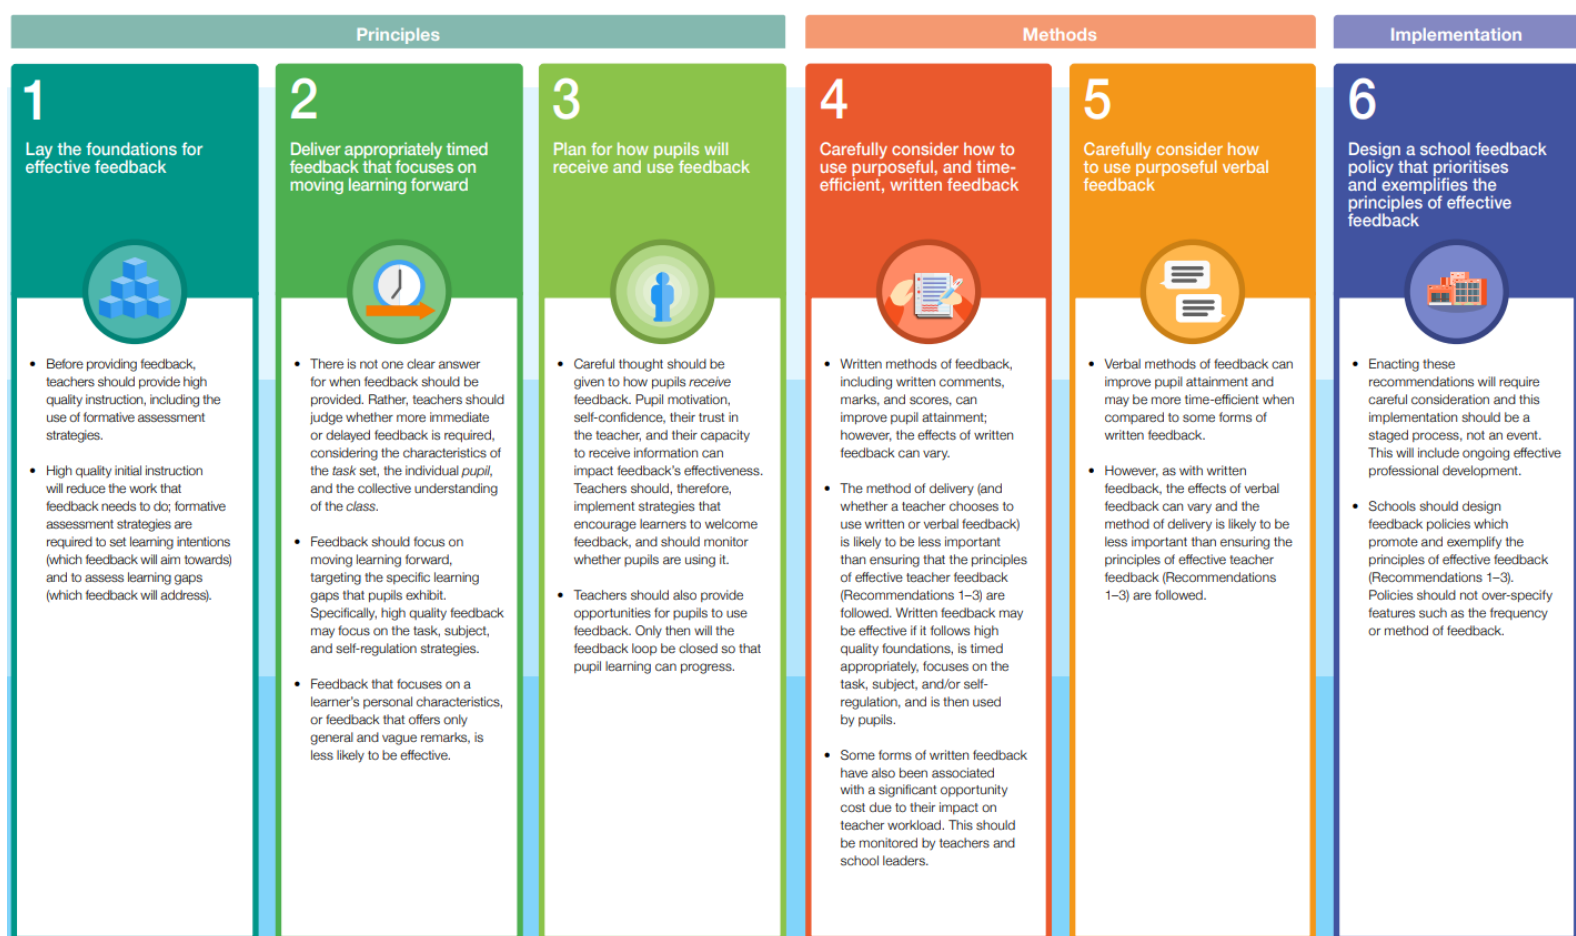 Principles
Methods
Implementation
1
Lay the foundations for
effective feedback
• Before providing feedback,
teachers should provide high
quality instruction, including the
use of formative assessment
strategies.
• High quality initial instruction
will reduce the work that
feedback needs to do; formative
assessment strategies are
required to set learning intentions
(which feedback will aim towards)
and to assess learning gaps
(which feedback will address).
2
Deliver appropriately timed
feedback that focuses on
moving learning forward
• There is not one clear answer
for when feedback should be
provided. Rather, teachers should
judge whether more immediate
or delayed feedback is required,
considering the characteristics of
the task set, the individual pupil,
and the collective understanding
of the class.
• Feedback should focus on
moving learning forward,
targeting the specific learning
gaps that pupils exhibit.
Specifically, high quality feedback
may focus on the task, subject,
and self-regulation strategies.
• Feedback that focuses on a
learner's personal characteristics,
or feedback that offers only
general and vague remarks, is
less likely to be effective.
3
Plan for how pupils will
receive and use feedback
• Careful thought should be
given to how pupils receive
feedback. Pupil motivation,
self-confidence, their trust in
the teacher, and their capacity
to receive information can
impact feedback's effectiveness.
Teachers should, therefore,
implement strategies that
encourage learners to welcome
feedback, and should monitor
whether pupils are using it.
• Teachers should also provide
opportunities for pupils to use
feedback. Only then will the
feedback loop be closed so that
pupil learning can progress.
4
Carefully consider how to
use purposeful, and time-
efficient, written feedback
• Written methods of feedback,
including written comments,
marks, and scores, can
improve pupil attainment;
however, the effects of written
feedback can vary.
• The method of delivery (and
whether a teacher chooses to
use written or verbal feedback)
is likely to be less important
than ensuring that the principles
of effective teacher feedback
(Recommendations 1–3) are
followed. Written feedback may
be effective if it follows high
quality foundations, is timed
appropriately, focuses on the
task, subject, and/or self-
regulation, and is then used
by pupils.
• Some forms of written feedback
have also been associated
with a significant opportunity
cost due to their impact on
teacher workload. This should
be monitored by teachers and
school leaders.
5
Carefully consider how
to use purposeful verbal
feedback
• Verbal methods of feedback can
improve pupil attainment and
may be more time-efficient when
compared to some forms of
written feedback.
• However, as with written
feedback, the effects of verbal
feedback can vary and the
method of delivery is likely to be
less important than ensuring the
principles of effective teacher
feedback (Recommendations
1–3) are followed.
6
Design a school feedback
policy that prioritises
and exemplifies the
principles of effective
feedback
• Enacting these
recommendations will require
careful consideration and this
implementation should be a
staged process, not an event.
This will include ongoing effective
professional development.
• Schools should design
feedback policies which
promote and exemplify the
principles of effective feedback
(Recommendations 1–3).
Policies should not over-specify
features such as the frequency
or method of feedback.